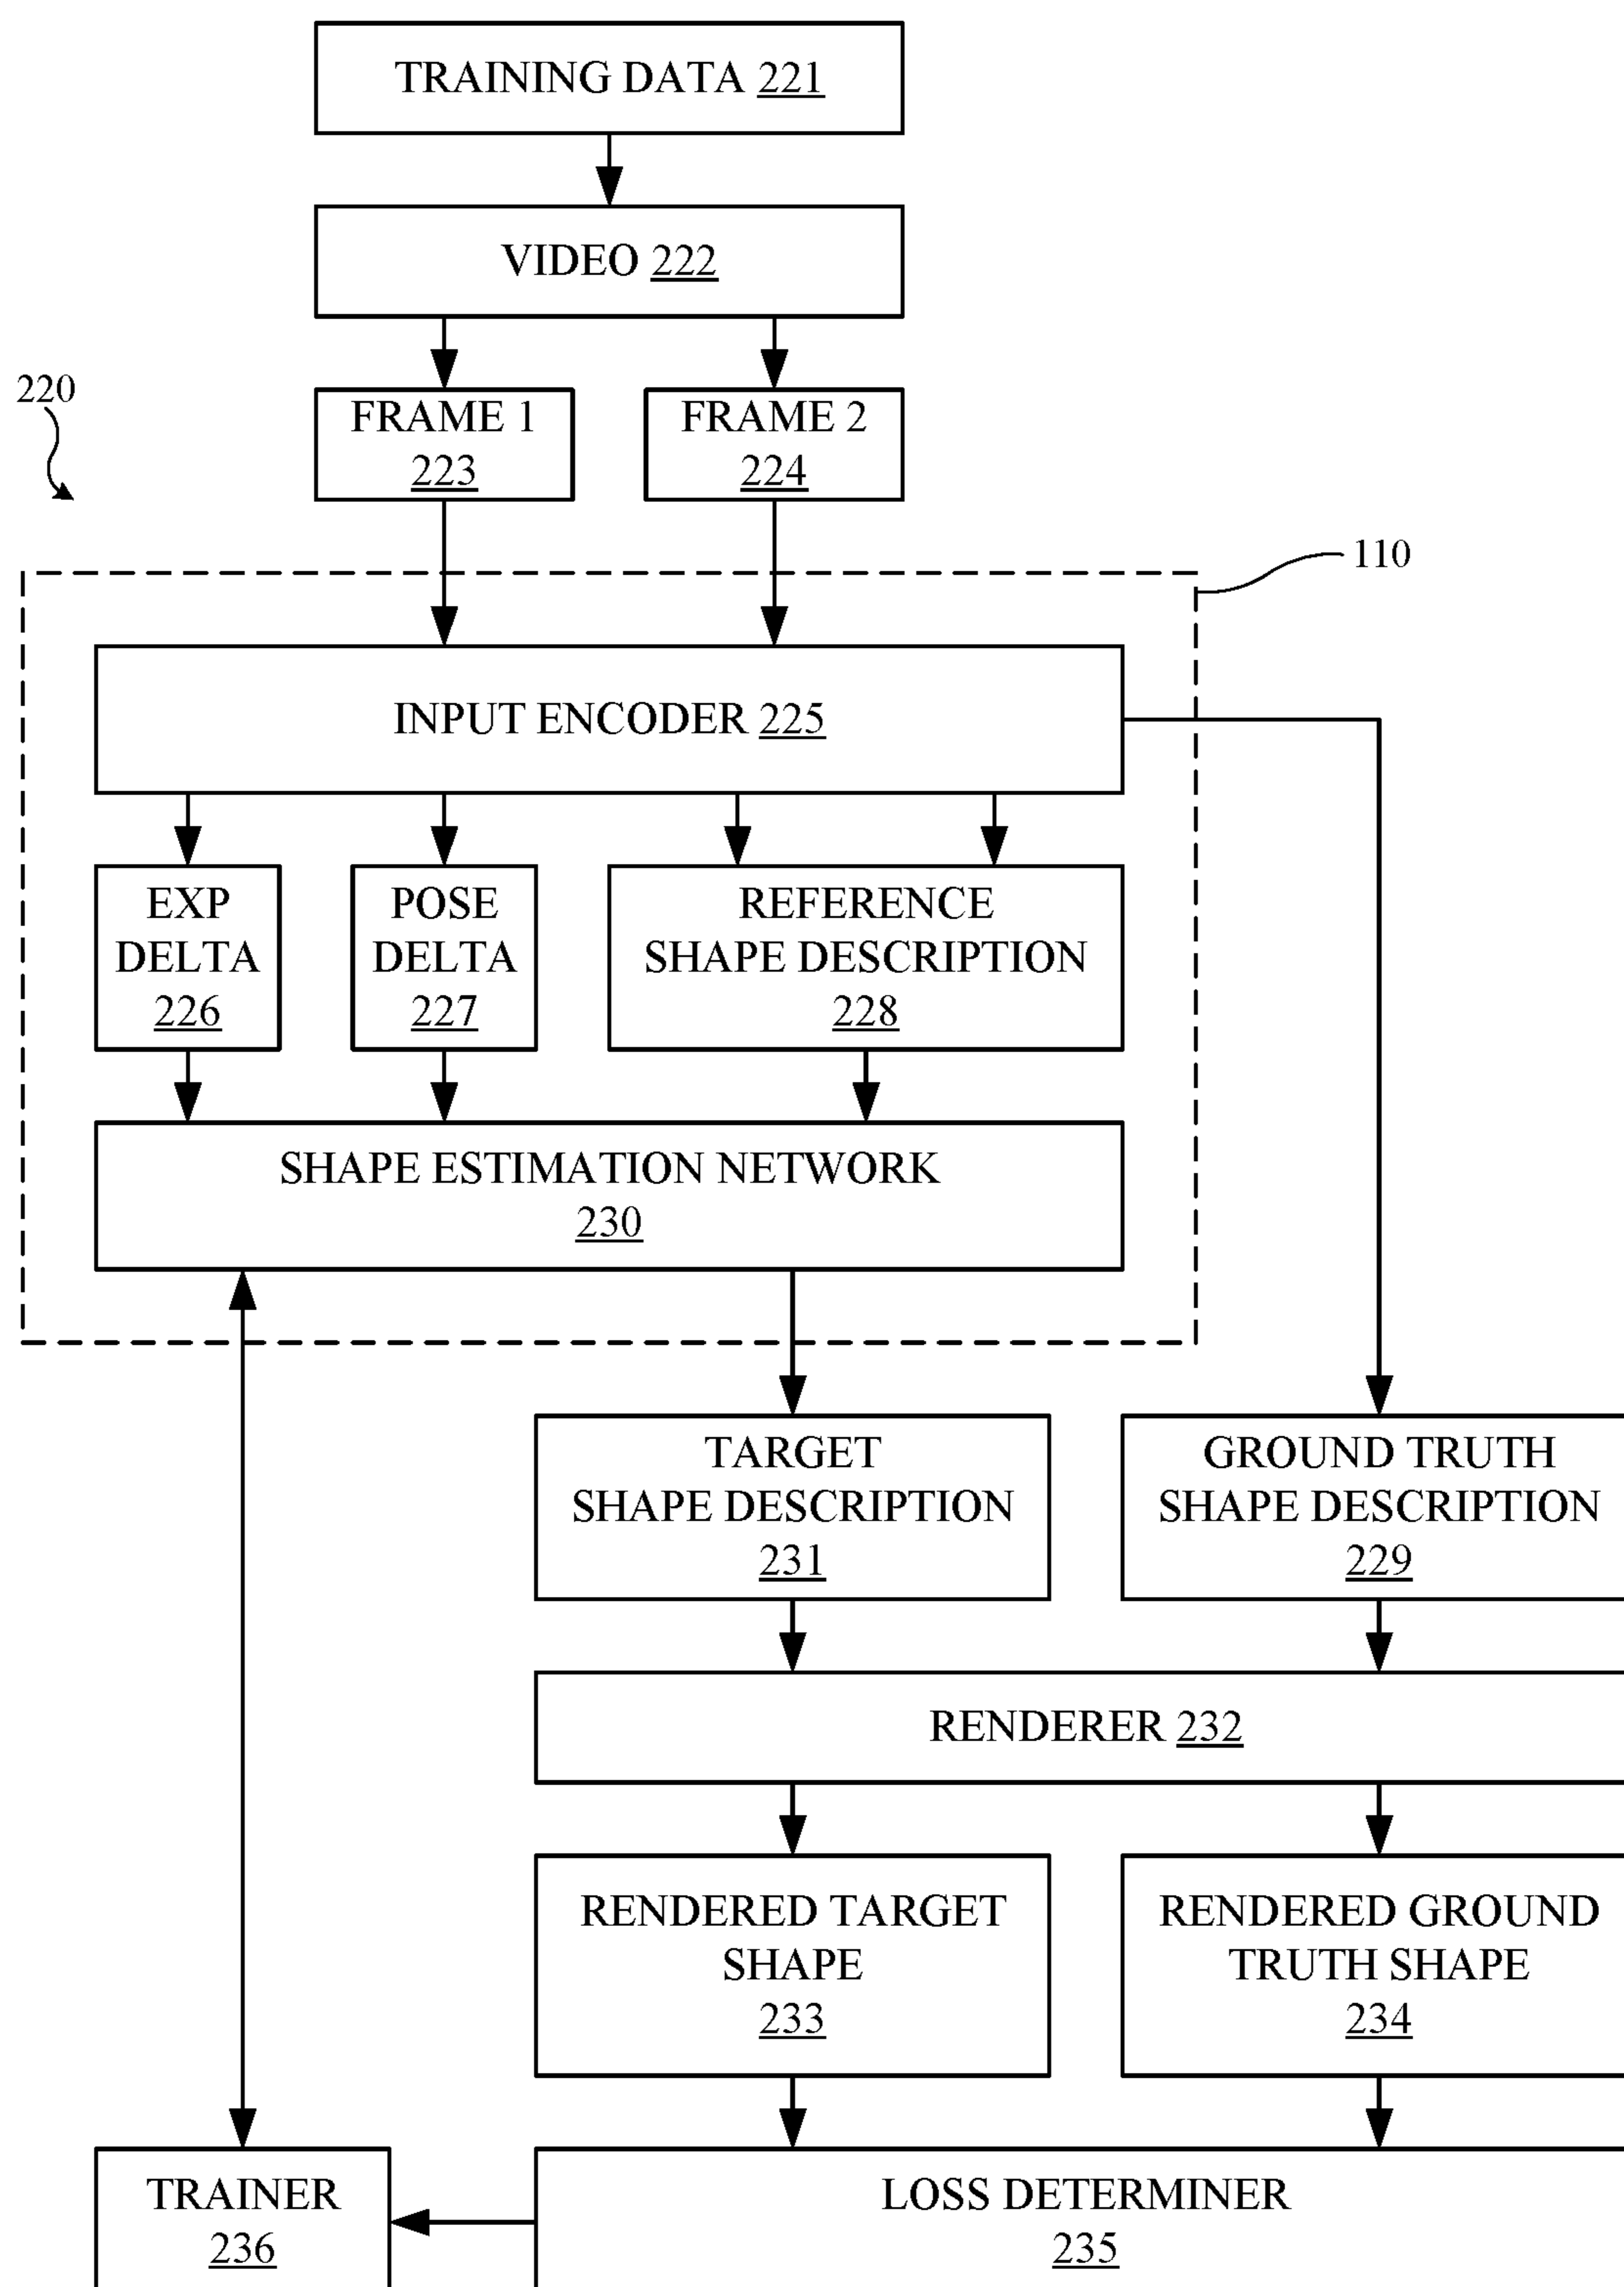 TRAINING DATA 221
VIDEO 222
220
FRAME 1
223
FRAME 2
224
110
INPUT ENCODER 225
EXP
DELTA
226
POSE
DELTA
227
REFERENCE
SHAPE DESCRIPTION
228
SHAPE ESTIMATION NETWORK
230
TARGET
SHAPE DESCRIPTION
231
GROUND TRUTH
SHAPE DESCRIPTION
229
RENDERER 232
RENDERED TARGET
SHAPE
233
RENDERED GROUND
TRUTH SHAPE
234
TRAINER
236
LOSS DETERMINER
235